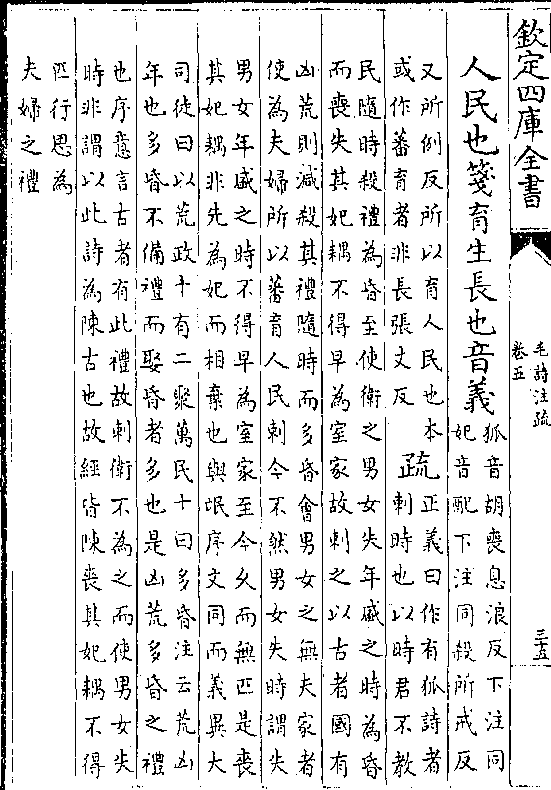 欽定四庫全書
毛詩注疏
卷五
三五
人民也箋育生長也音義
狐音胡喪息浪反下注同
妃音配下注同殺所戒反
又所例反所以育人民也本
或作蕃育者非長張丈反
疏
正義曰作有狐詩者
刺時也以時君不教
民隨時殺禮為昏至使衛之男女失年盛之時為昏
而喪失其妃耦不得早為室家故刺之以古者國有
凶荒則減殺其禮隨時而多昏會男女之無夫家者
使為夫婦所以蕃育人民刺今不然男女失時謂失
男女年盛之時不得早為室家至今乆而無匹是喪
其妃耦非先為妃而相棄也與氓序文同而義異大
司徒曰以荒政十有二聚萬民十曰多昏注云荒凶
年也多昏不備禮而娶昏者多也是凶荒多昏之禮
也序意言古者有此禮故刺衛不為之而使男女失
時非謂以此詩為陳古也故經皆陳喪其妃耦不得
匹行思為
夫婦之禮